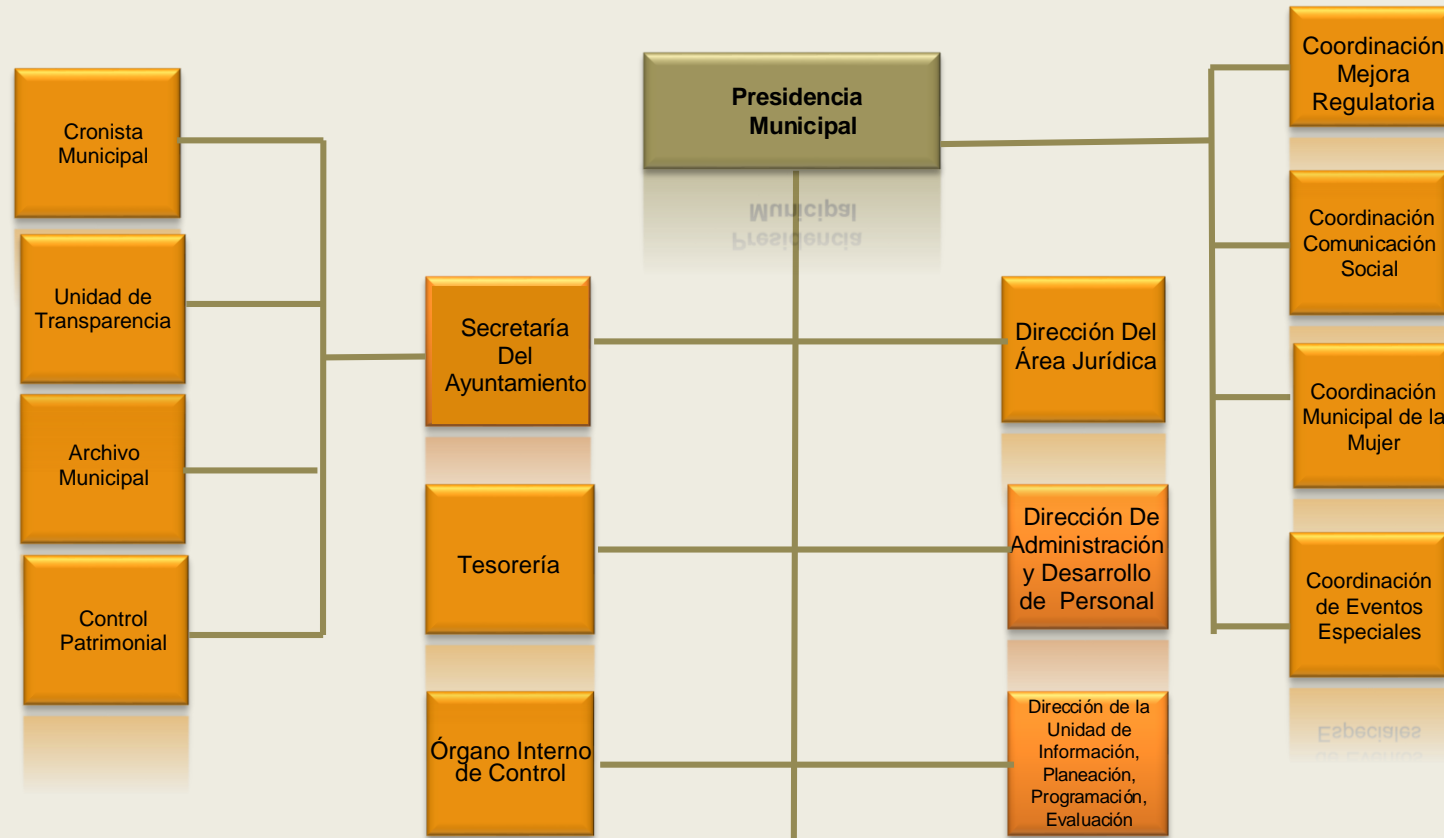 Presidencia
Municipal
Cronista
Municipal
Unidad de
Transparencia
Archivo
Municipal
Control
Patrimonial
Secretaría
Del
Ayuntamiento
Tesorería
Órgano Interno
de Control
Dirección Del
Área Jurídica
Dirección De
Administración
y Desarrollo
de Personal
Dirección de la
Unidad de
Información,
Planeación,
Programación,
Evaluación
Coordinación
Mejora
Regulatoria
Coordinación
Comunicación
Social
Coordinación
Municipal de la
Mujer
Coordinación
de Eventos
Especiales